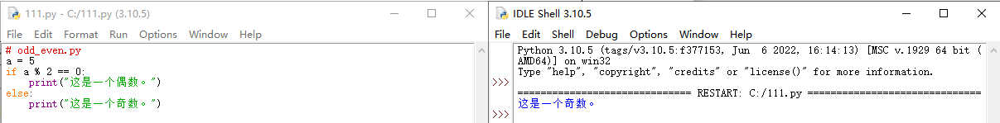 111.py - C:/111.py (3.10.5)
File Edit Format Run Options Window Help
# odd_even.py
a = 5
if a % 2 == 0:
    print("这是一个偶数。")
else:
    print("这是一个奇数。")
IDLE Shell 3.10.5
File Edit Shell Debug Options Window Help
Python 3.10.5 (tags/v3.10.5:f377153, Jun  6 2022, 16:14:13) [MSC v.1929 64 bit (
AMD64)] on win32
Type "help", "copyright", "credits" or "license()" for more information.
>>>
============================== RESTART: C:/111.py ==============================
这是一个奇数。
>>>